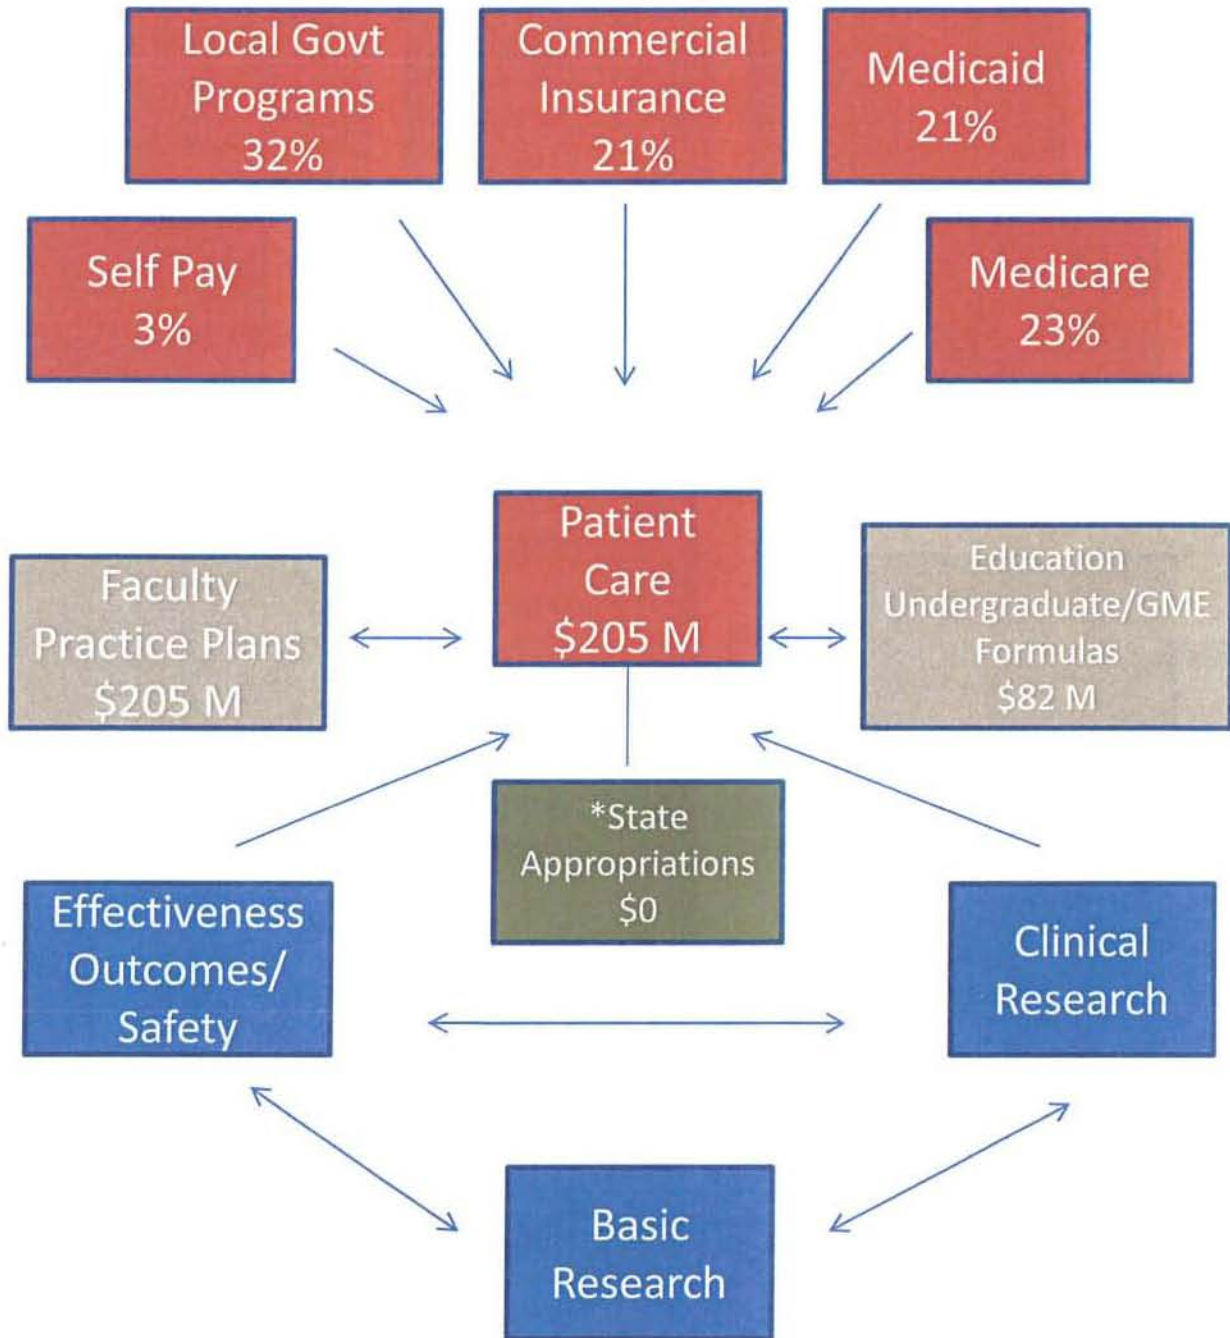 Local Govt
Programs
32%
Commercial
Insurance
21%
Medicaid
21%
Self Pay
3%
Medicare
23%
Patient
Care
$205 M
Faculty
Practice Plans
$205 M
Education
Undergraduate/GME
Formulas
$82 M
*State
Appropriations
$0
Effectiveness
Outcomes/
Safety
Clinical
Research
Basic
Research